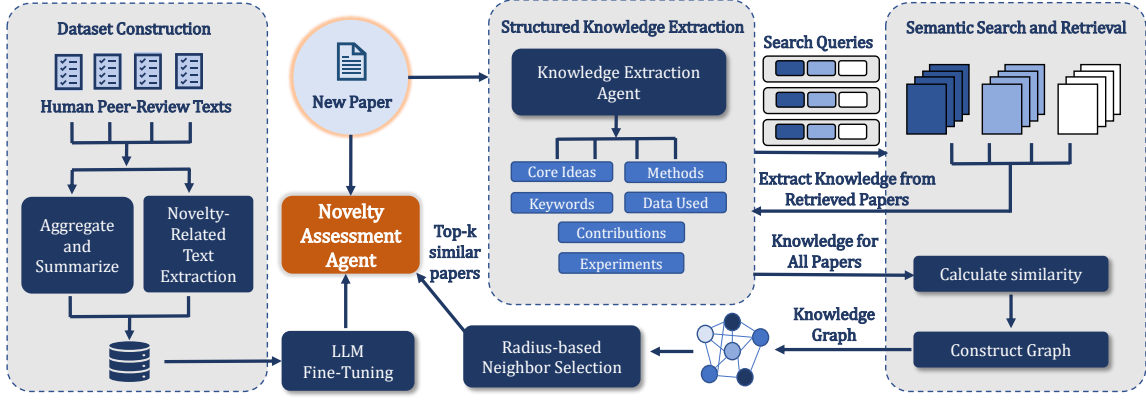 Dataset Construction
Human Peer-Review Texts
Aggregate
and
Summarize
Novelty-
Related
Text
Extraction
New Paper
Novelty
Assessment
Agent
LLM
Fine-Tuning
Top-k
similar
papers
Radius-based
Neighbor Selection
Structured Knowledge Extraction
Knowledge Extraction
Agent
Core Ideas
Methods
Keywords
Data Used
Contributions
Experiments
Search Queries
Extract Knowledge from
Retrieved Papers
Knowledge for
All Papers
Knowledge
Graph
Semantic Search and Retrieval
Calculate similarity
Construct Graph